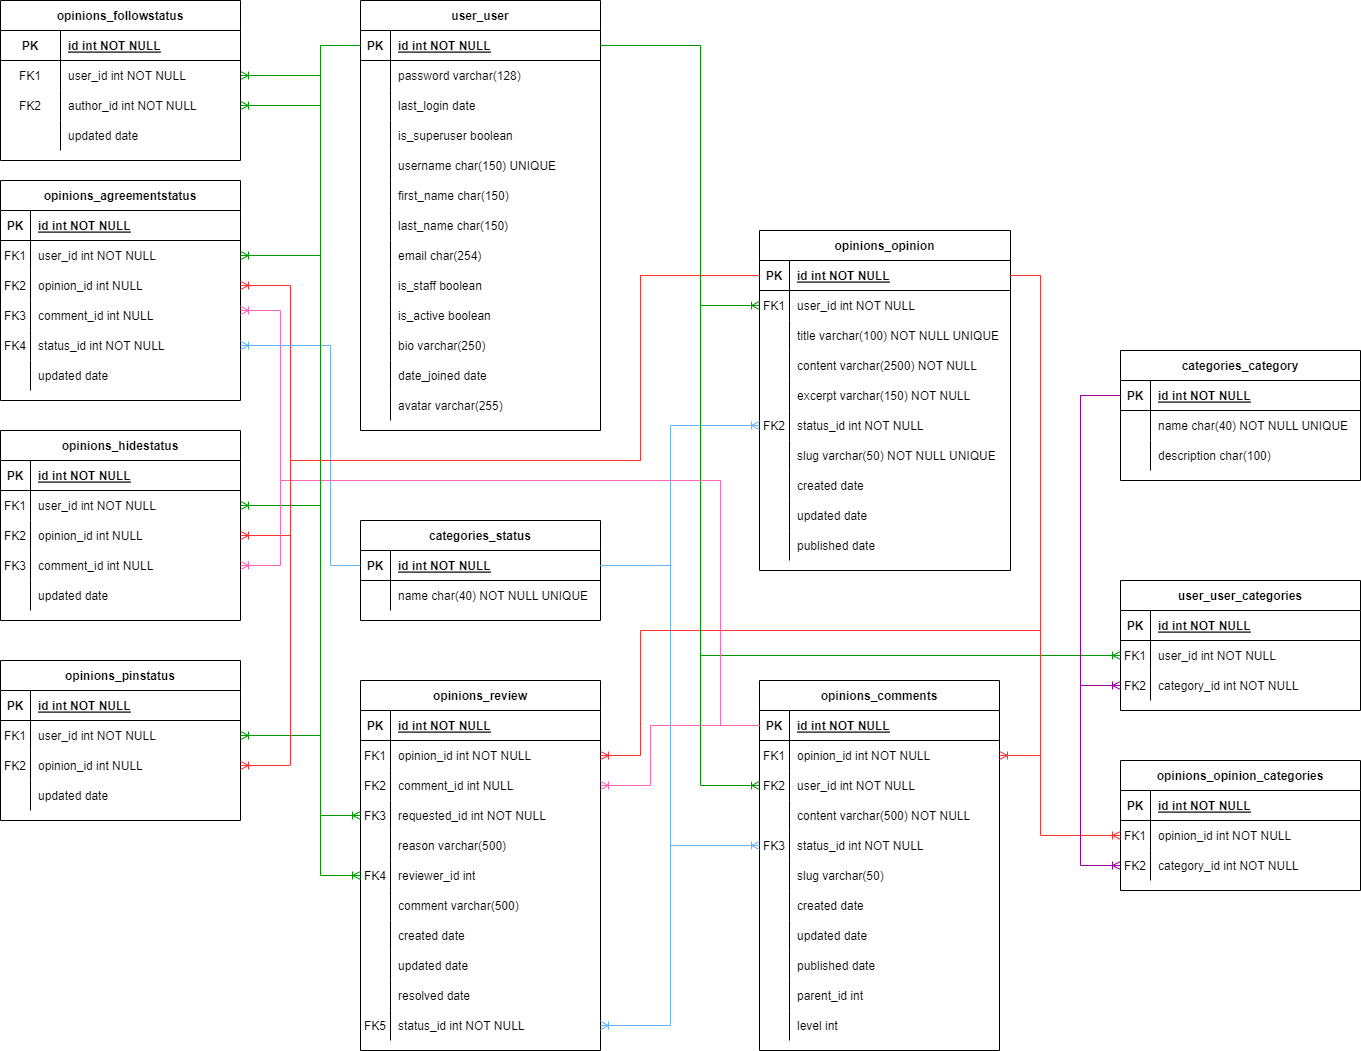 opinions_followstatus
PK id int NOT NULL
FK1 user_id int NOT NULL
FK2 author_id int NOT NULL
updated date
opinions_agreementstatus
PK id int NOT NULL
FK1 user_id int NOT NULL
FK2 opinion_id int NULL
FK3 comment_id int NULL
FK4 status_id int NOT NULL
updated date
opinions_hidestatus
PK id int NOT NULL
FK1 user_id int NOT NULL
FK2 opinion_id int NULL
FK3 comment_id int NULL
updated date
opinions_pinstatus
PK id int NOT NULL
FK1 user_id int NOT NULL
FK2 opinion_id int NULL
updated date
user_user
PK id int NOT NULL
password varchar(128)
last_login date
is_superuser boolean
username char(150) UNIQUE
first_name char(150)
last_name char(150)
email char(254)
is_staff boolean
is_active boolean
bio varchar(250)
date_joined date
avatar varchar(255)
categories_status
PK id int NOT NULL
name char(40) NOT NULL UNIQUE
opinions_review
PK id int NOT NULL
FK1 opinion_id int NOT NULL
FK2 comment_id int NULL
FK3 requested_id int NOT NULL
reason varchar(500)
FK4 reviewer_id int
comment varchar(500)
created date
updated date
resolved date
FK5 status_id int NOT NULL
opinions_opinion
PK id int NOT NULL
FK1 user_id int NOT NULL
title varchar(100) NOT NULL UNIQUE
content varchar(2500) NOT NULL
excerpt varchar(150) NOT NULL
FK2 status_id int NOT NULL
slug varchar(50) NOT NULL UNIQUE
created date
updated date
published date
opinions_comments
PK id int NOT NULL
FK1 opinion_id int NOT NULL
FK2 user_id int NOT NULL
content varchar(500) NOT NULL
FK3 status_id int NOT NULL
slug varchar(50)
created date
updated date
published date
parent_id int
level int
categories_category
PK id int NOT NULL
name char(40) NOT NULL UNIQUE
description char(100)
user_user_categories
PK id int NOT NULL
FK1 user_id int NOT NULL
FK2 category_id int NOT NULL
opinions_opinion_categories
PK id int NOT NULL
FK1 opinion_id int NOT NULL
FK2 category_id int NOT NULL